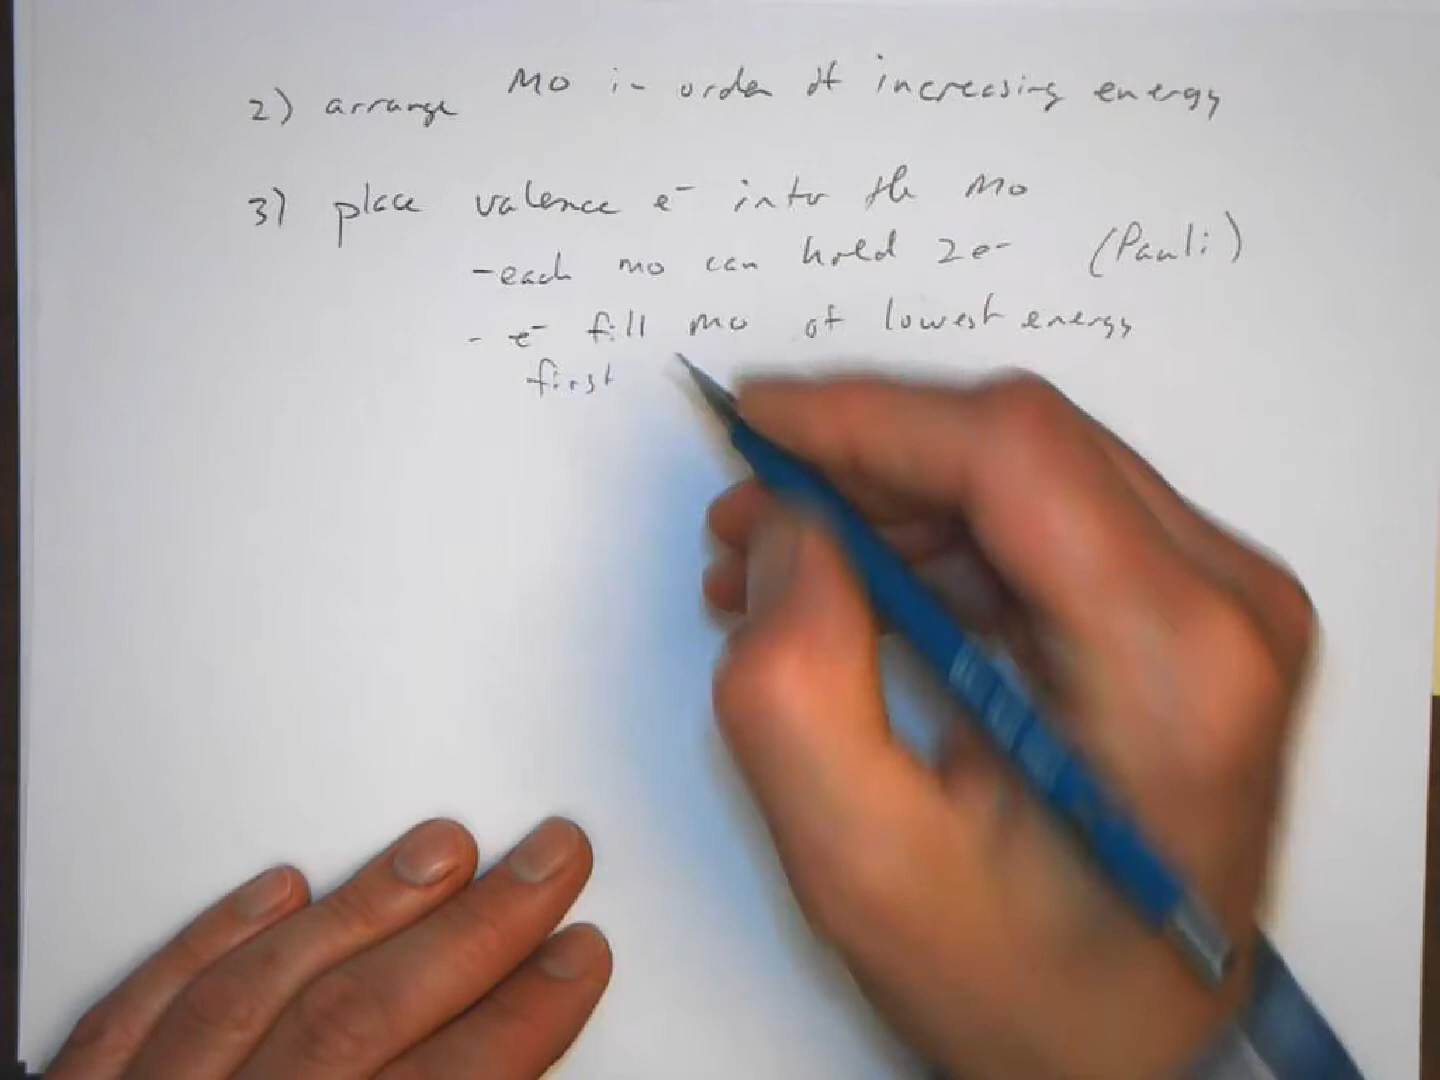 2) arrange MO in order of increasing energy
3) place valence e⁻ into the MO
- each MO can hold 2e⁻ (Pauli)
- e⁻ fill MO of lowest energy
first